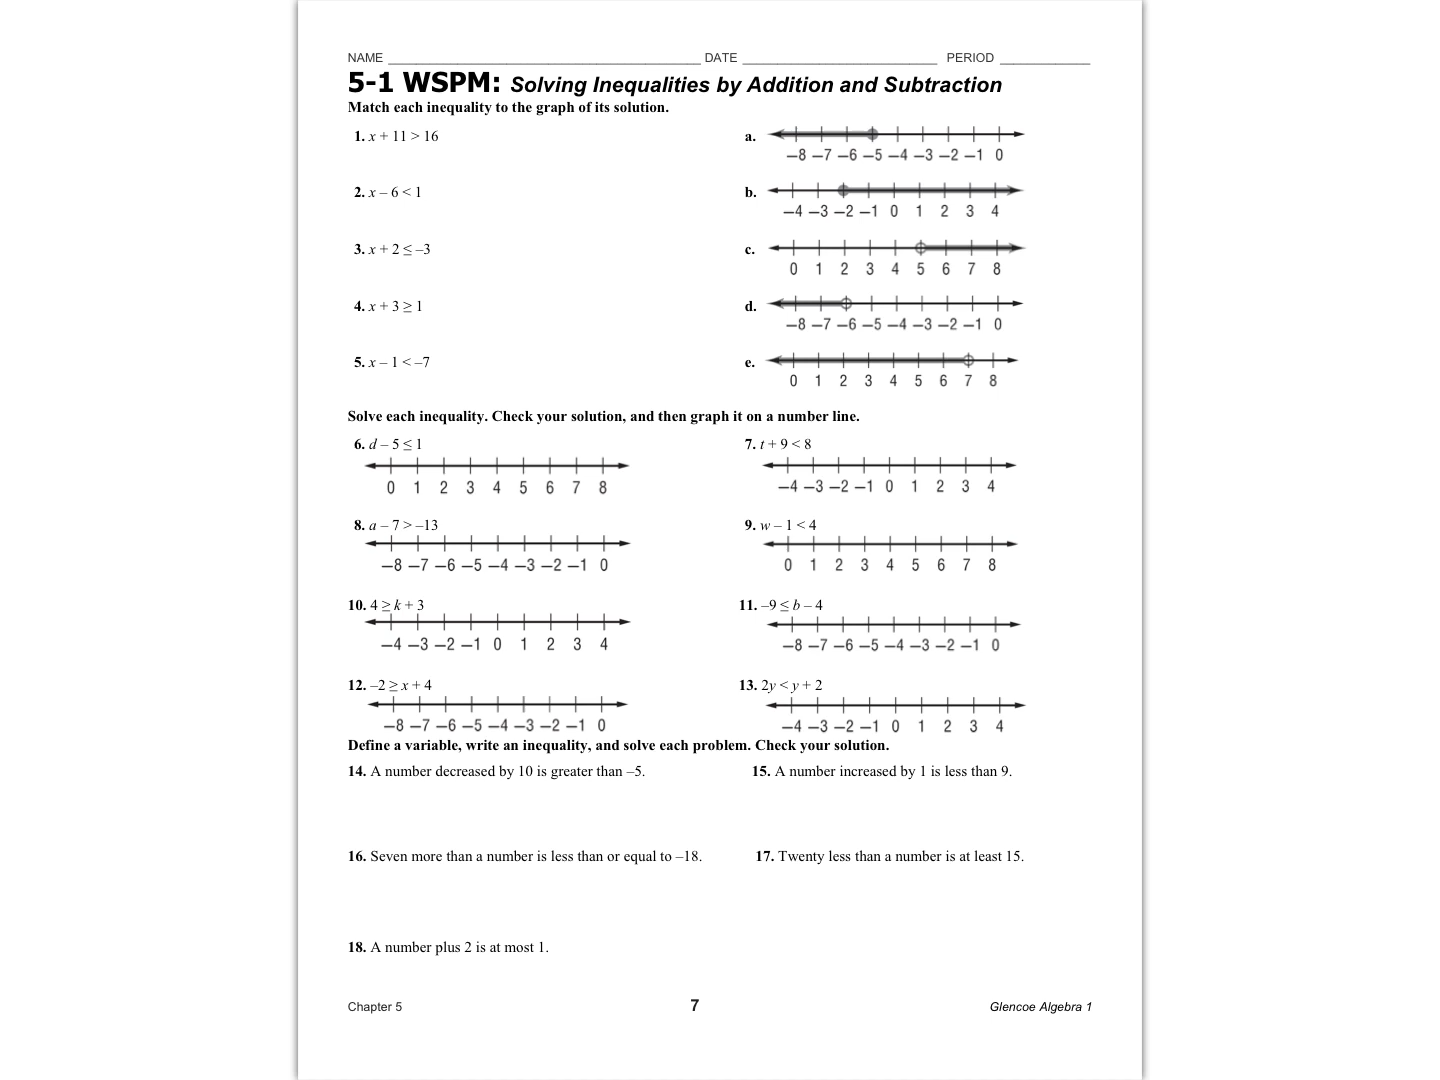 NAME ________ DATE ________ PERIOD ________
5-1 WSPM: Solving Inequalities by Addition and Subtraction
Match each inequality to the graph of its solution.
1. x + 11 > 16
a.
–8 –7 –6 –5 –4 –3 –2 –1 0
2. x – 6 < 1
b.
–4 –3 –2 –1 0 1 2 3 4
3. x + 2 ≤ –3
c.
0 1 2 3 4 5 6 7 8
4. x + 3 ≥ 1
d.
–8 –7 –6 –5 –4 –3 –2 –1 0
5. x – 1 < –7
e.
0 1 2 3 4 5 6 7 8
Solve each inequality. Check your solution, and then graph it on a number line.
6. d – 5 ≤ 1
0 1 2 3 4 5 6 7 8
7. t + 9 < 8
–4 –3 –2 –1 0 1 2 3 4
8. a – 7 > –13
–8 –7 –6 –5 –4 –3 –2 –1 0
9. w – 1 < 4
0 1 2 3 4 5 6 7 8
10. 4 ≥ k + 3
–4 –3 –2 –1 0 1 2 3 4
11. –9 ≤ b – 4
–8 –7 –6 –5 –4 –3 –2 –1 0
12. –2 ≥ x + 4
–8 –7 –6 –5 –4 –3 –2 –1 0
13. 2y < y + 2
–4 –3 –2 –1 0 1 2 3 4
Define a variable, write an inequality, and solve each problem. Check your solution.
14. A number decreased by 10 is greater than –5.
15. A number increased by 1 is less than 9.
16. Seven more than a number is less than or equal to –18.
17. Twenty less than a number is at least 15.
18. A number plus 2 is at most 1.
Chapter 5
7
Glencoe Algebra 1